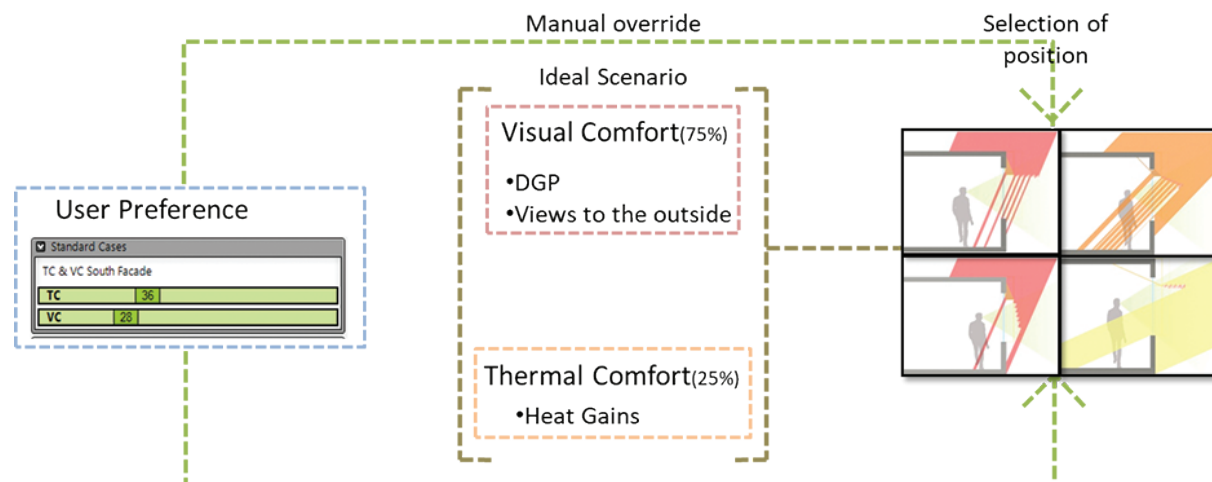 Manual override
Selection of
position
Ideal Scenario
Visual Comfort(75%)
•DGP
•Views to the outside
User Preference
Standard Cases
TC & VC South Facade
TC 36
VC 28
Thermal Comfort(25%)
•Heat Gains